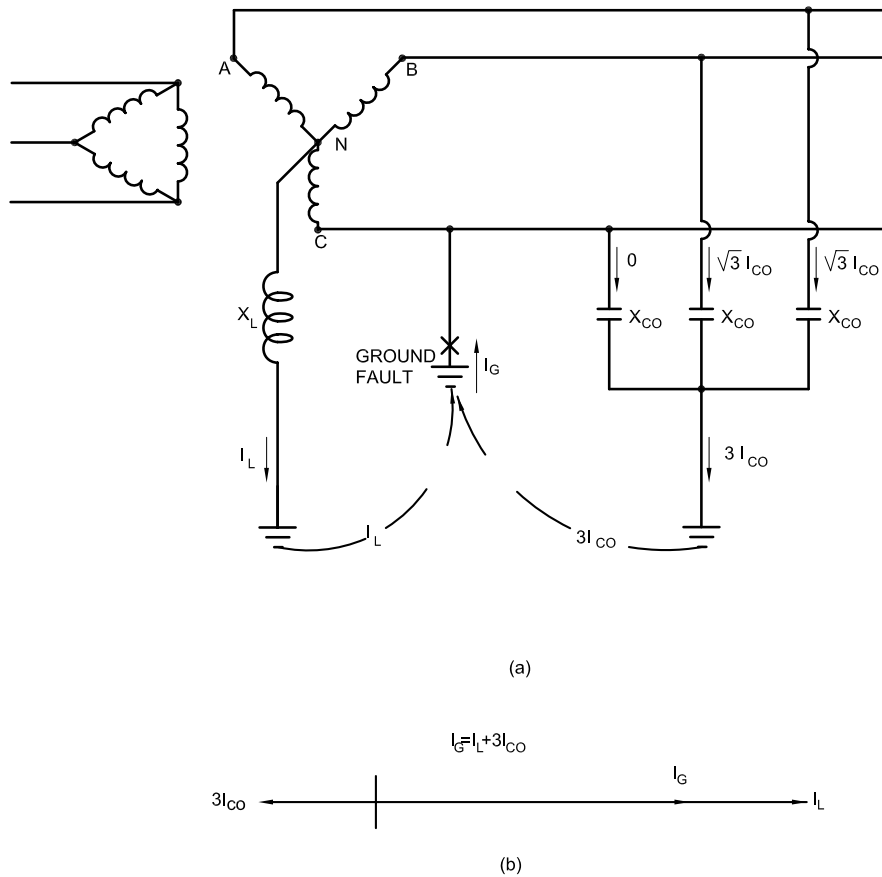 A
B
N
C
0
√3 I_CO
√3 I_CO
X_L
X_CO
X_CO
X_CO
GROUND
FAULT
I_G
I_L
3 I_CO
I_L
3I_CO
(a)
I_G=I_L+3I_CO
I_G
3I_CO
I_L
(b)